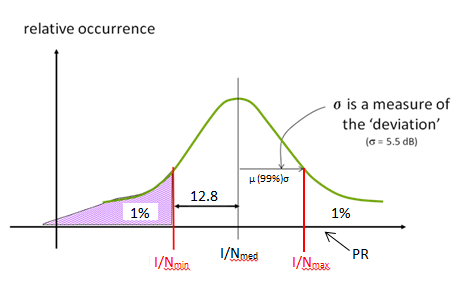 relative occurrence
σ is a measure of
the ‘deviation’
(σ = 5.5 dB)
μ (99%)σ
12.8
1%
1%
I/Nmin
I/Nmed
I/Nmax
PR